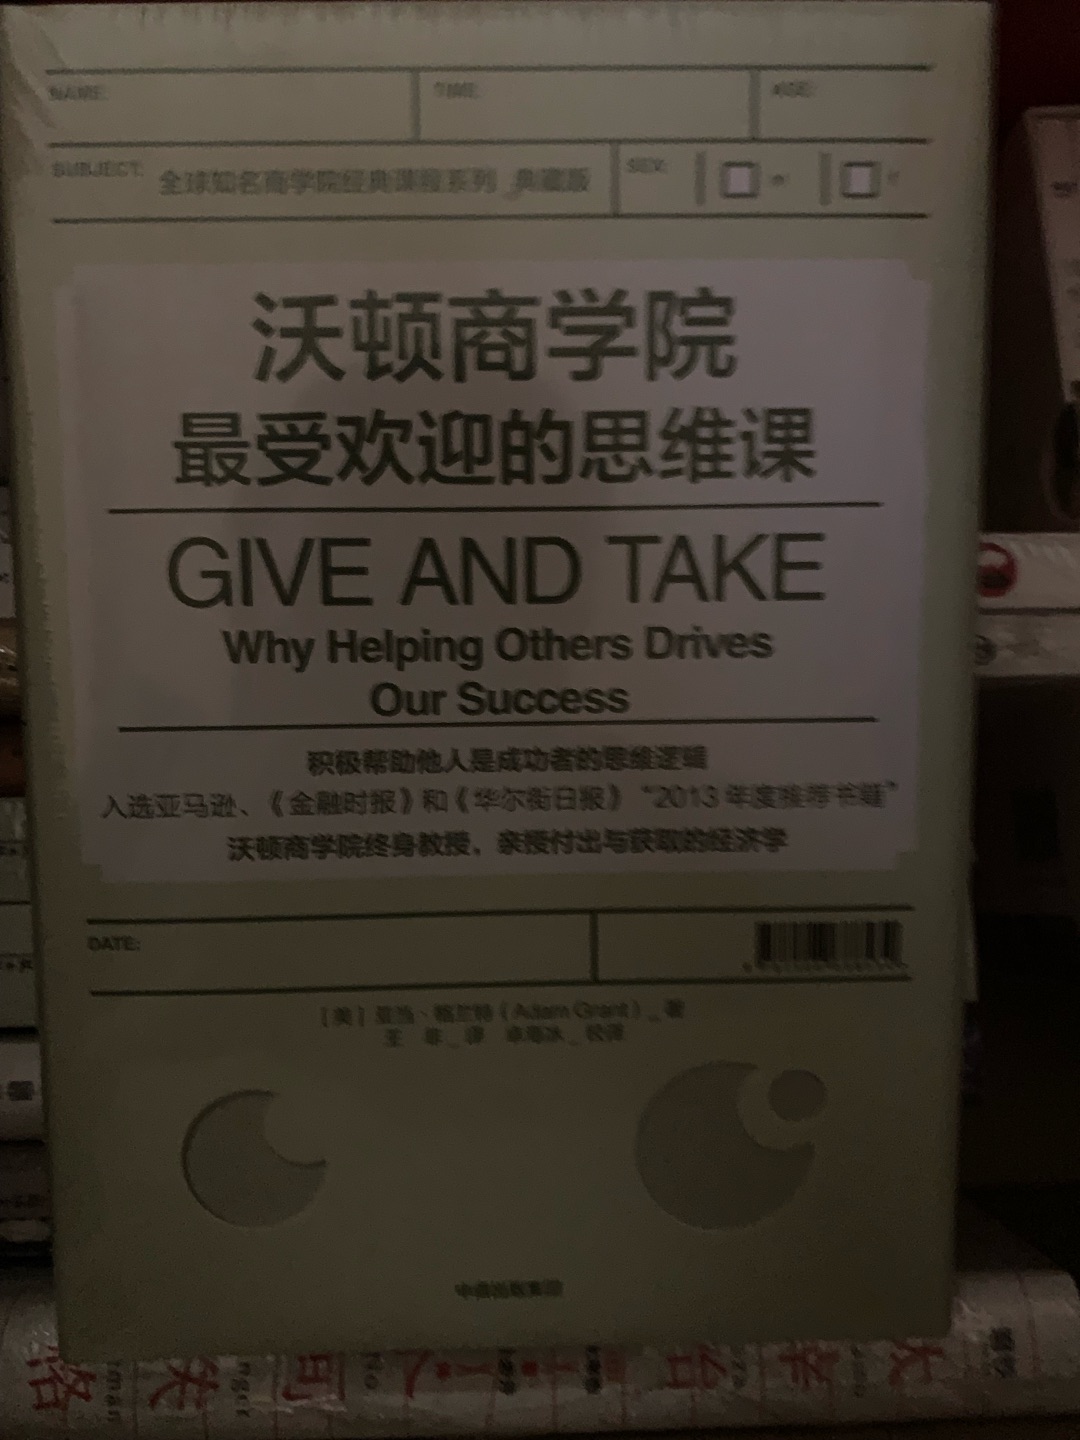 NAME:
TIME:
AGE:
SUBJECT:
全球知名商学院经典课程系列_典藏版
SEX:
沃顿商学院
最受欢迎的思维课
GIVE AND TAKE
Why Helping Others Drives
Our Success
积极帮助他人是成功者的思维逻辑
入选亚马逊、《金融时报》和《华尔街日报》“2013 年度推荐书籍”
沃顿商学院终身教授，亲授付出与获取的经济学
DATE:
[美] 亚当·格兰特（Adam Grant）_著
王 非_译
中信出版集团